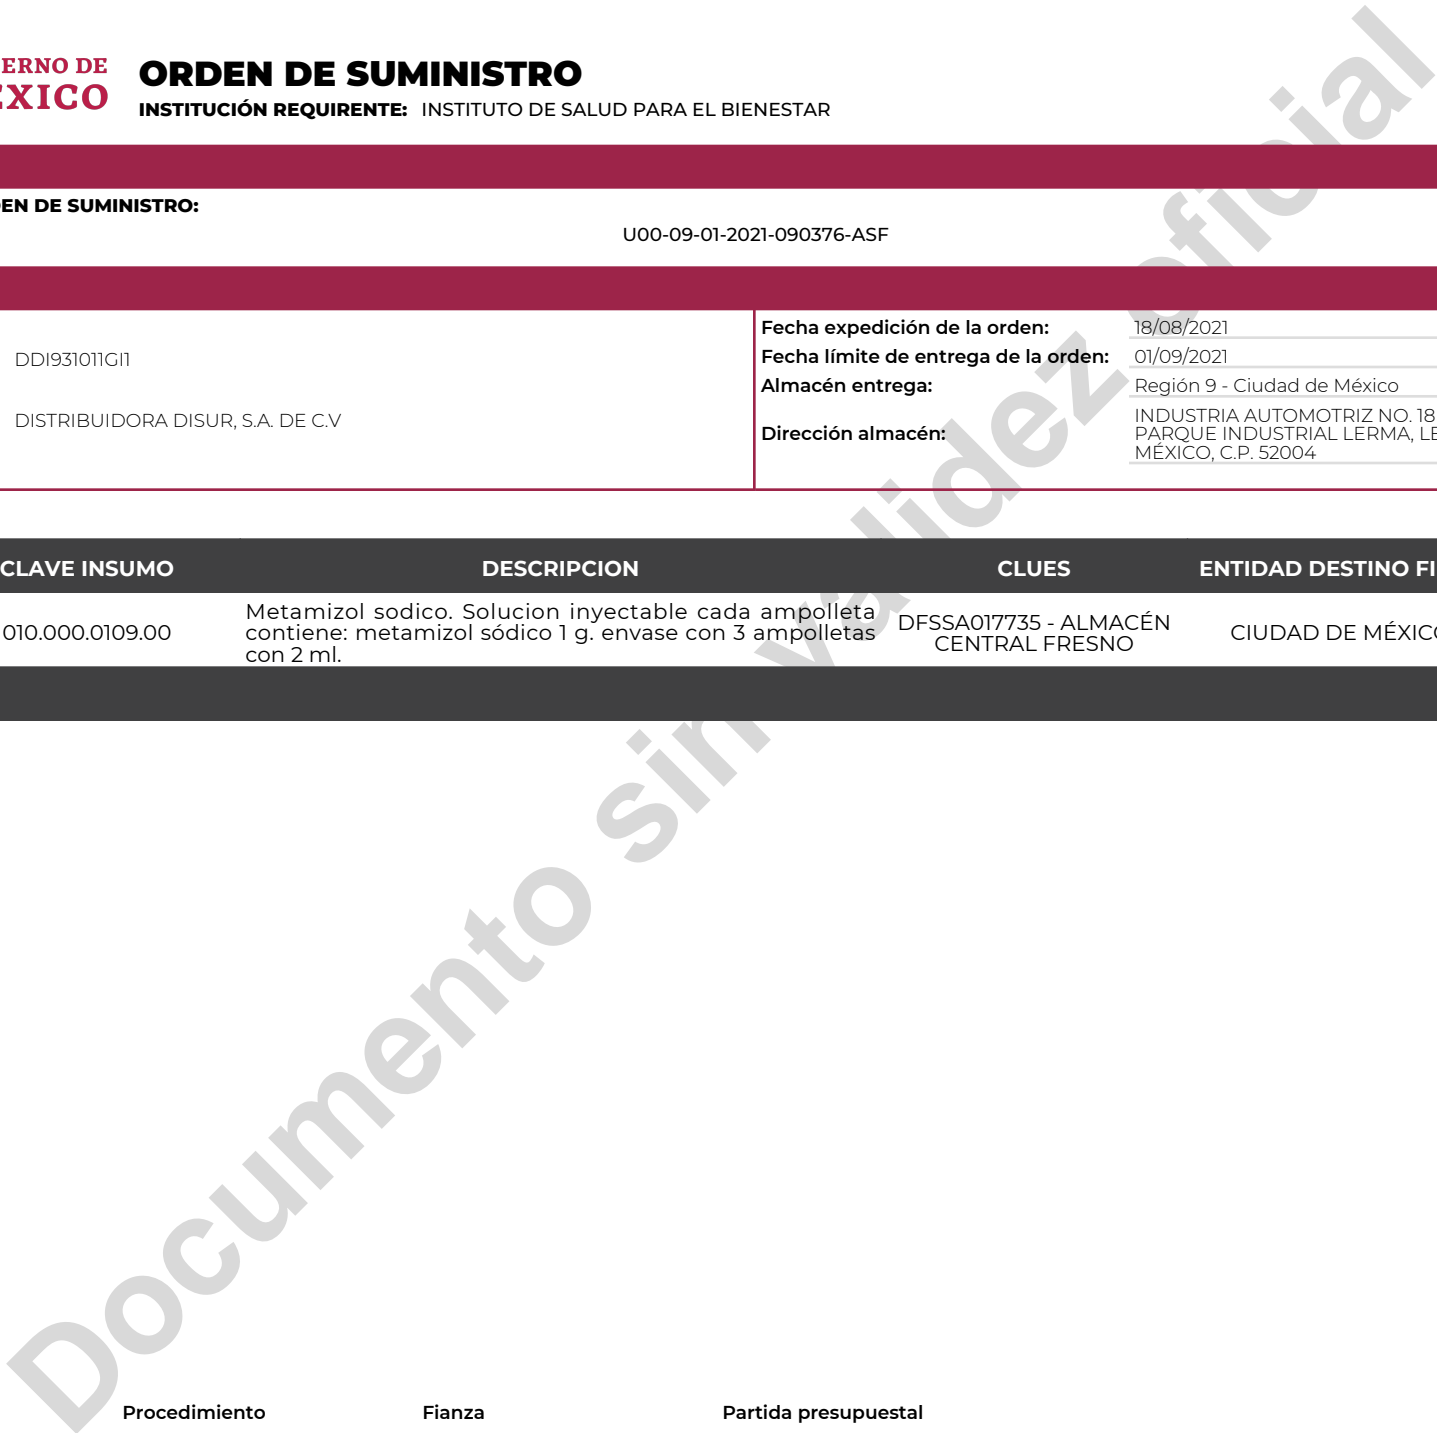 ERNO DE
ÉXICO
ORDEN DE SUMINISTRO
INSTITUCIÓN REQUIRENTE: INSTITUTO DE SALUD PARA EL BIENESTAR
EN DE SUMINISTRO:
U00-09-01-2021-090376-ASF
DDI931011GI1
DISTRIBUIDORA DISUR, S.A. DE C.V
Fecha expedición de la orden: 18/08/2021
Fecha límite de entrega de la orden: 01/09/2021
Almacén entrega: Región 9 - Ciudad de México
Dirección almacén:
INDUSTRIA AUTOMOTRIZ NO. 18
PARQUE INDUSTRIAL LERMA, LE
MÉXICO, C.P. 52004
CLAVE INSUMO DESCRIPCION CLUES ENTIDAD DESTINO FI
010.000.0109.00
Metamizol sodico. Solucion inyectable cada ampolleta
contiene: metamizol sódico 1 g. envase con 3 ampolletas
con 2 ml.
DFSSA017735 - ALMACÉN
CENTRAL FRESNO
CIUDAD DE MÉXICO
Documento sin validez oficial
Procedimiento Fianza Partida presupuestal